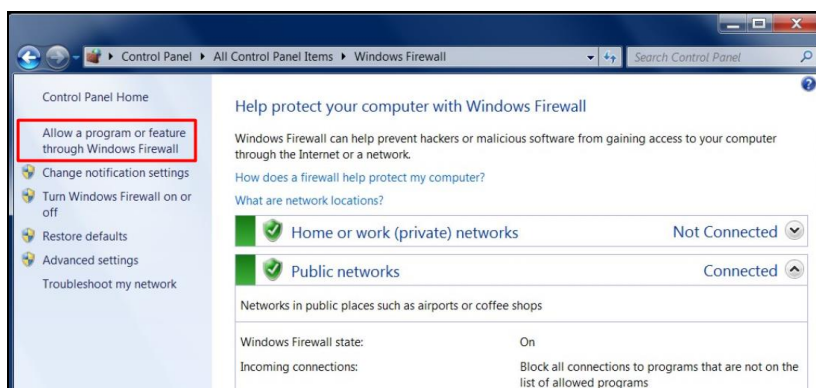 Control Panel ▸ All Control Panel Items ▸ Windows Firewall
Search Control Panel
Control Panel Home
Allow a program or feature
through Windows Firewall
Change notification settings
Turn Windows Firewall on or
off
Restore defaults
Advanced settings
Troubleshoot my network
Help protect your computer with Windows Firewall
Windows Firewall can help prevent hackers or malicious software from gaining access to your computer
through the Internet or a network.
How does a firewall help protect my computer?
What are network locations?
Home or work (private) networks Not Connected
Public networks Connected
Networks in public places such as airports or coffee shops
Windows Firewall state: On
Incoming connections: Block all connections to programs that are not on the
list of allowed programs